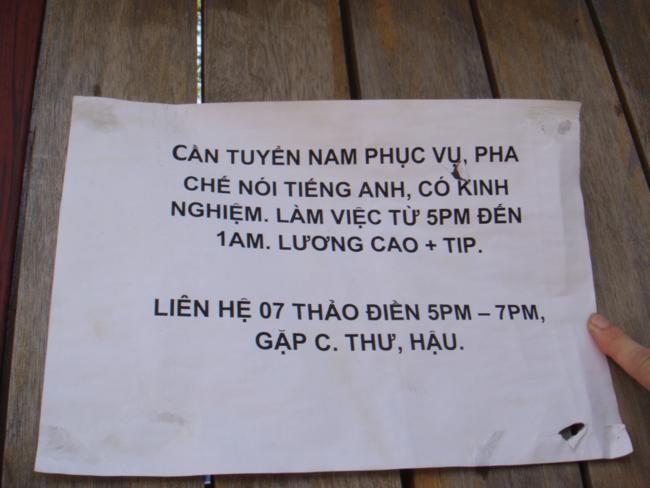 CẦN TUYỂN NAM PHỤC VỤ, PHA
CHẾ NÓI TIẾNG ANH, CÓ KINH
NGHIỆM. LÀM VIỆC TỪ 5PM ĐẾN
1AM. LƯƠNG CAO + TIP.
LIÊN HỆ 07 THẢO ĐIỀN 5PM – 7PM,
GẶP C. THƯ, HẬU.